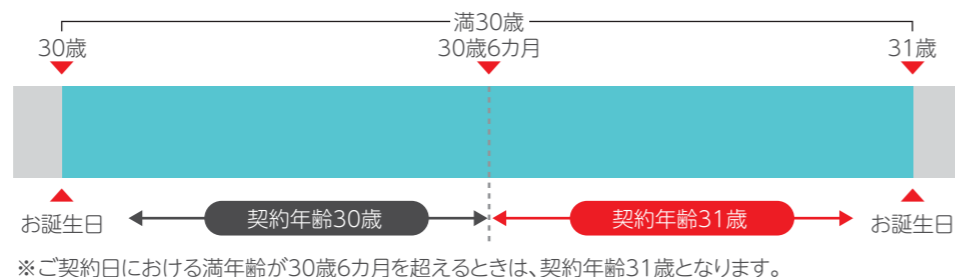 満30歳
30歳 30歳6カ月 31歳
お誕生日 契約年齢30歳 契約年齢31歳 お誕生日
※ご契約日における満年齢が30歳6カ月を超えるときは、契約年齢31歳となります。